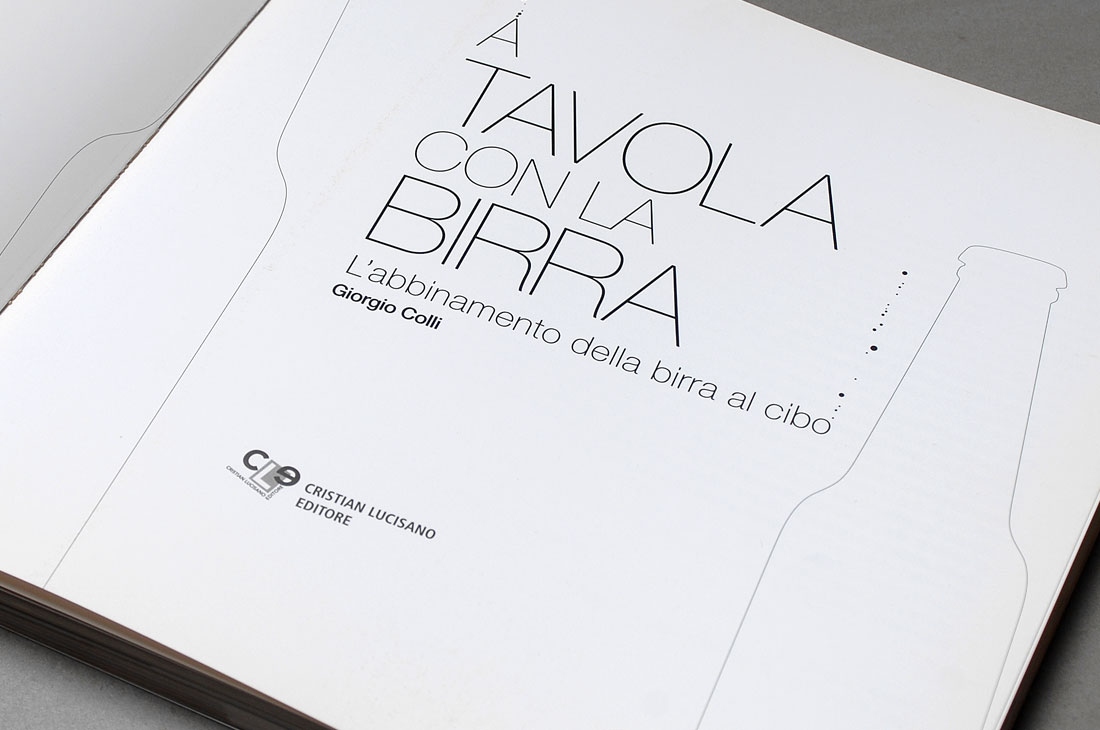 A
TAVOLA
CON LA
BIRRA
L'abbinamento della birra al cibo
Giorgio Colli
CLE
CRISTIAN LUCISANO EDITORE
CRISTIAN LUCISANO
EDITORE